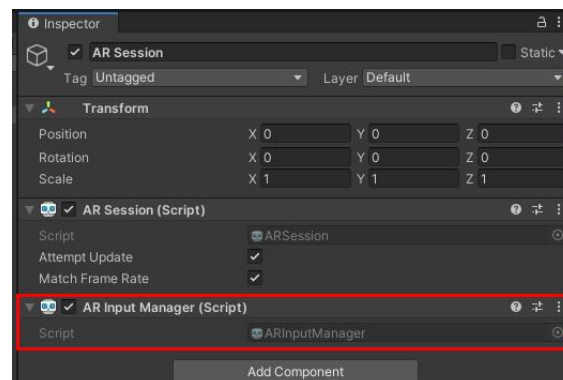 Inspector
AR Session Static
Tag Untagged Layer Default
Transform
Position X 0 Y 0 Z 0
Rotation X 0 Y 0 Z 0
Scale X 1 Y 1 Z 1
AR Session (Script)
Script ARSession
Attempt Update
Match Frame Rate
AR Input Manager (Script)
Script ARInputManager
Add Component